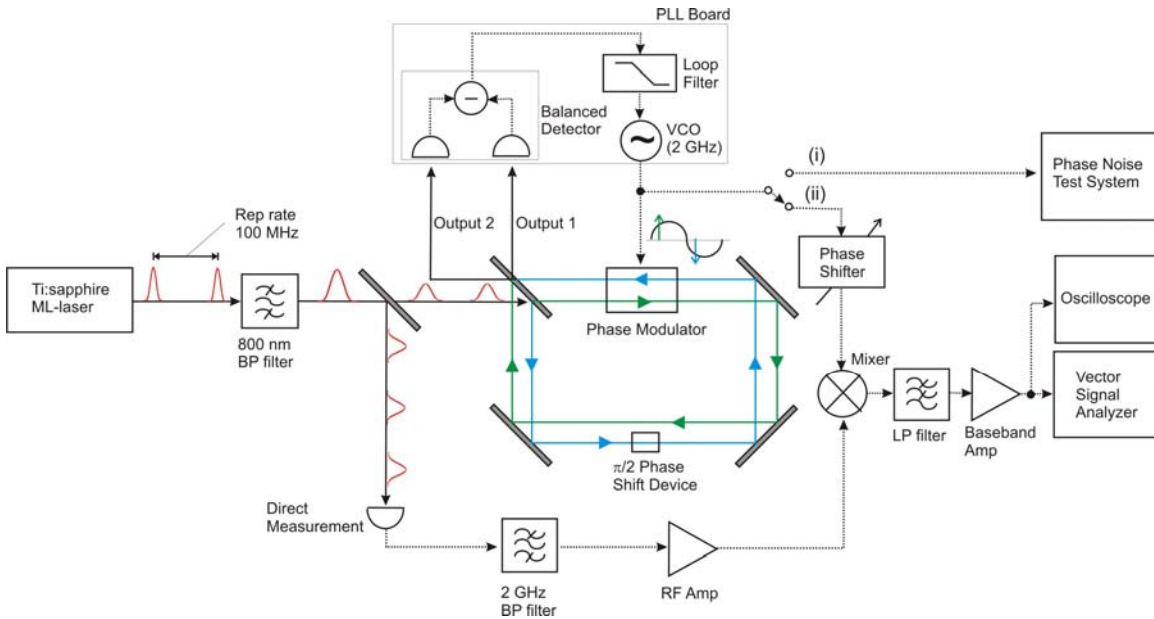 PLL Board
Loop
Filter
Balanced
Detector
VCO
(2 GHz)
(i)
(ii)
Phase Noise
Test System
Rep rate
100 MHz
Output 2
Output 1
Phase
Shifter
Ti:sapphire
ML-laser
800 nm
BP filter
Phase Modulator
Oscilloscope
Mixer
Vector
Signal
Analyzer
LP filter
Baseband
Amp
π/2 Phase
Shift Device
Direct
Measurement
2 GHz
BP filter
RF Amp